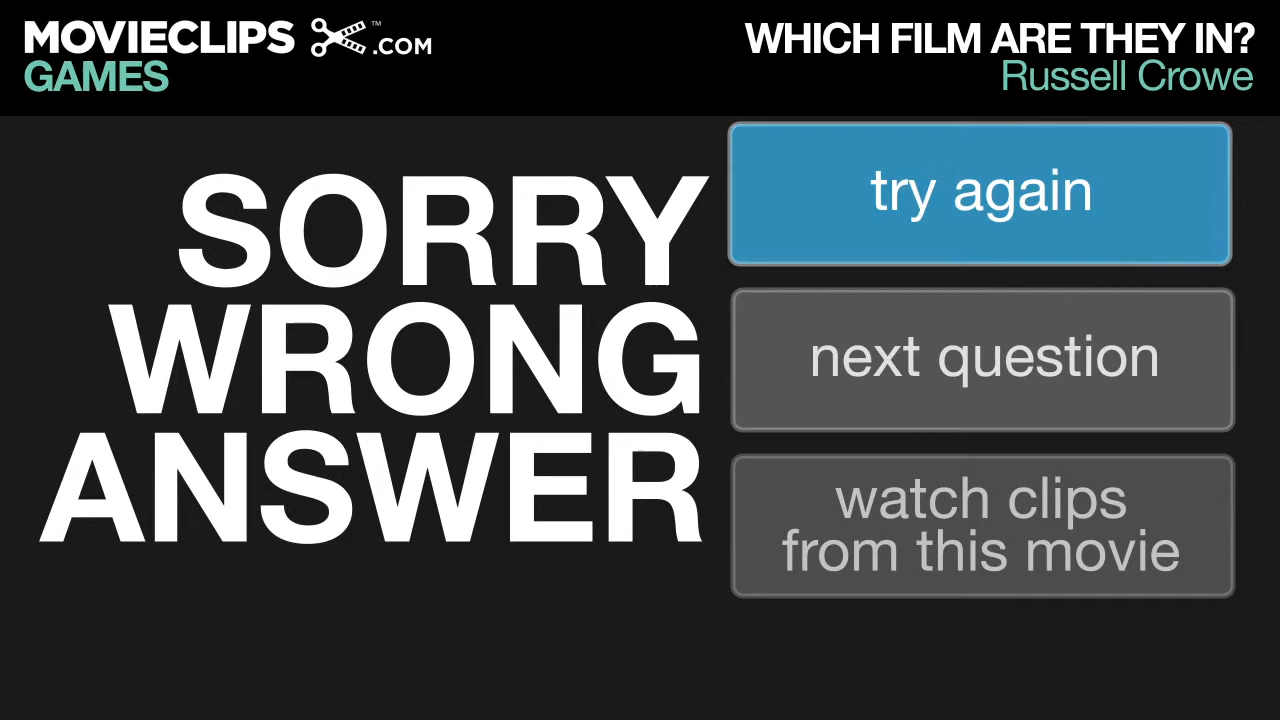 MOVIECLIPS™.COM
GAMES
WHICH FILM ARE THEY IN?
Russell Crowe
SORRY
WRONG
ANSWER
try again
next question
watch clips
from this movie